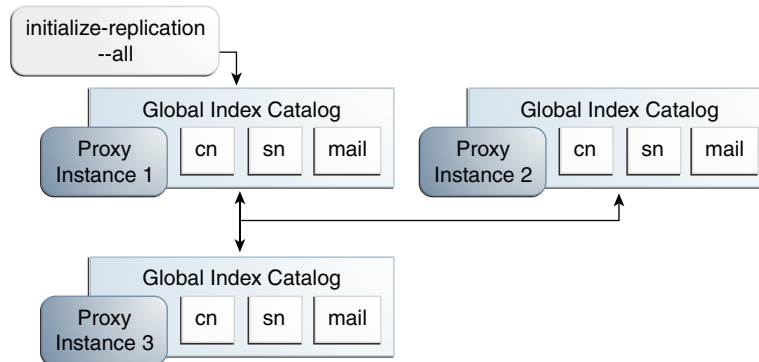 initialize-replication
--all
Global Index Catalog
Proxy
Instance 1
cn
sn
mail
Global Index Catalog
Proxy
Instance 2
cn
sn
mail
Global Index Catalog
Proxy
Instance 3
cn
sn
mail